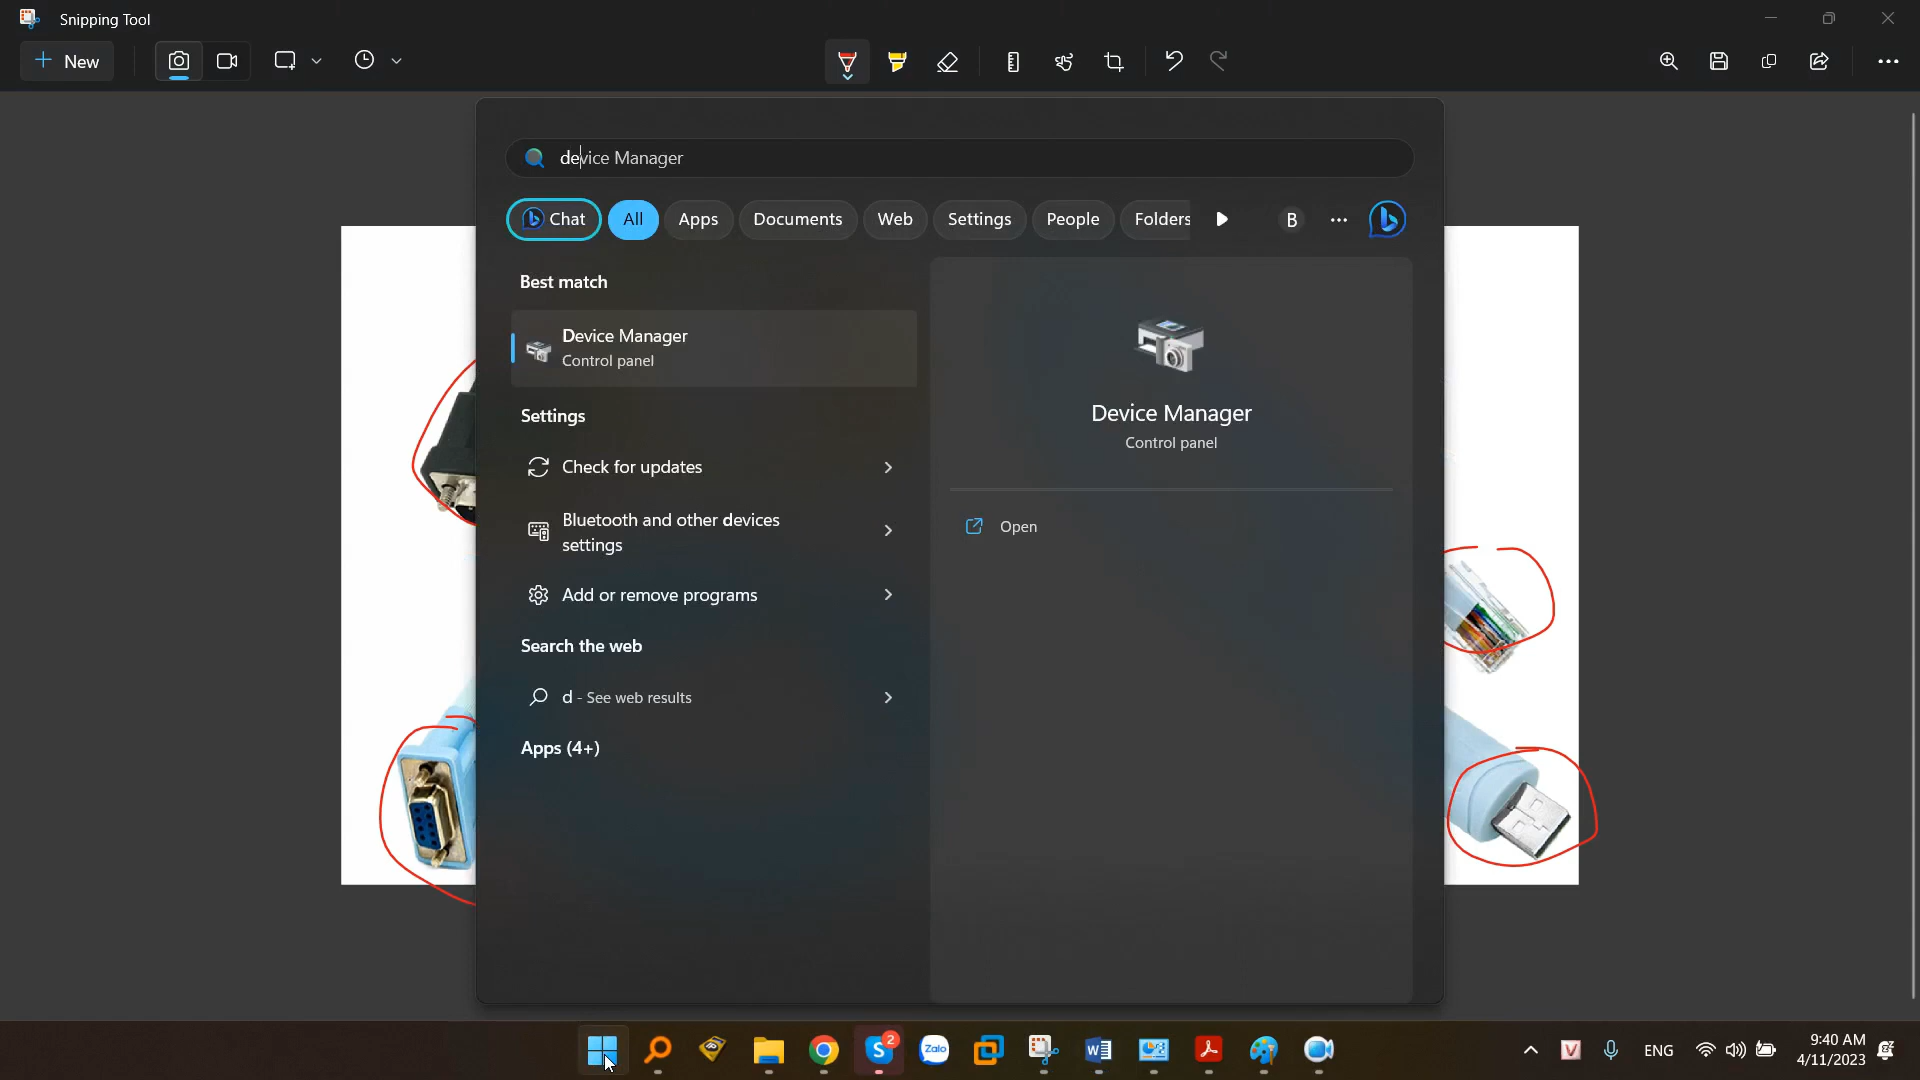 Snipping Tool
New
device Manager
Chat
All
Apps
Documents
Web
Settings
People
Folders
B
Best match
Device Manager
Control panel
Settings
Check for updates
Bluetooth and other devices
settings
Add or remove programs
Search the web
d - See web results
Apps (4+)
Device Manager
Control panel
Open
2
Zalo
V
ENG
9:40 AM
4/11/2023